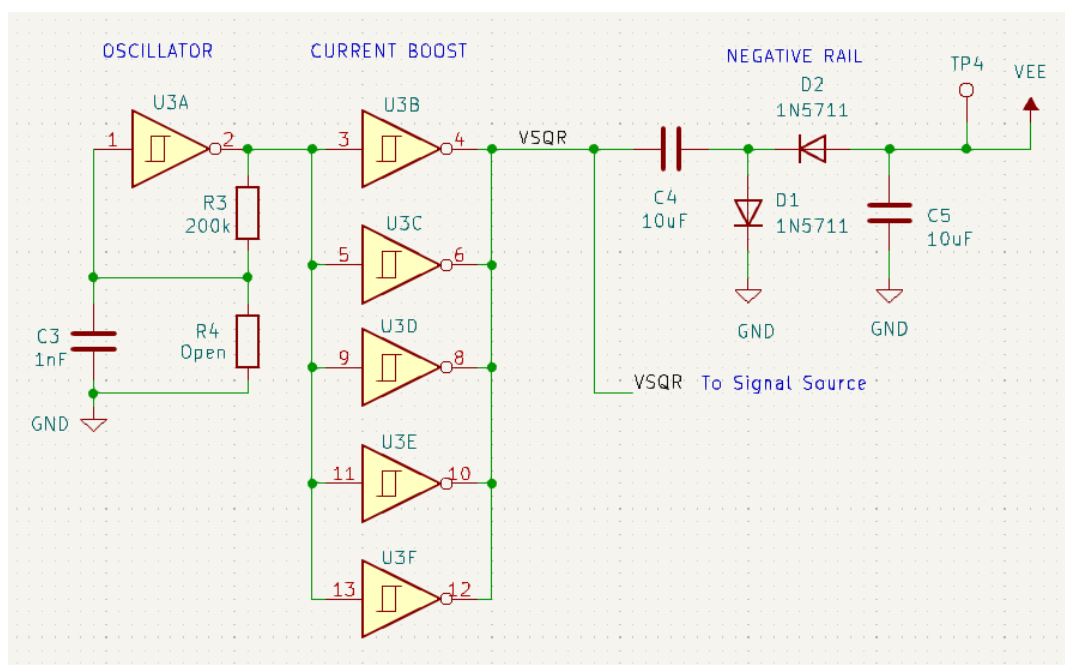 OSCILLATOR
CURRENT BOOST
NEGATIVE RAIL
U3A
1
2
R3
200k
R4
Open
C3
1nF
GND
U3B
3
4
U3C
5
6
U3D
9
8
U3E
11
10
U3F
13
12
VSQR
VSQR To Signal Source
C4
10uF
D2
1N5711
D1
1N5711
GND
C5
10uF
GND
TP4
VEE